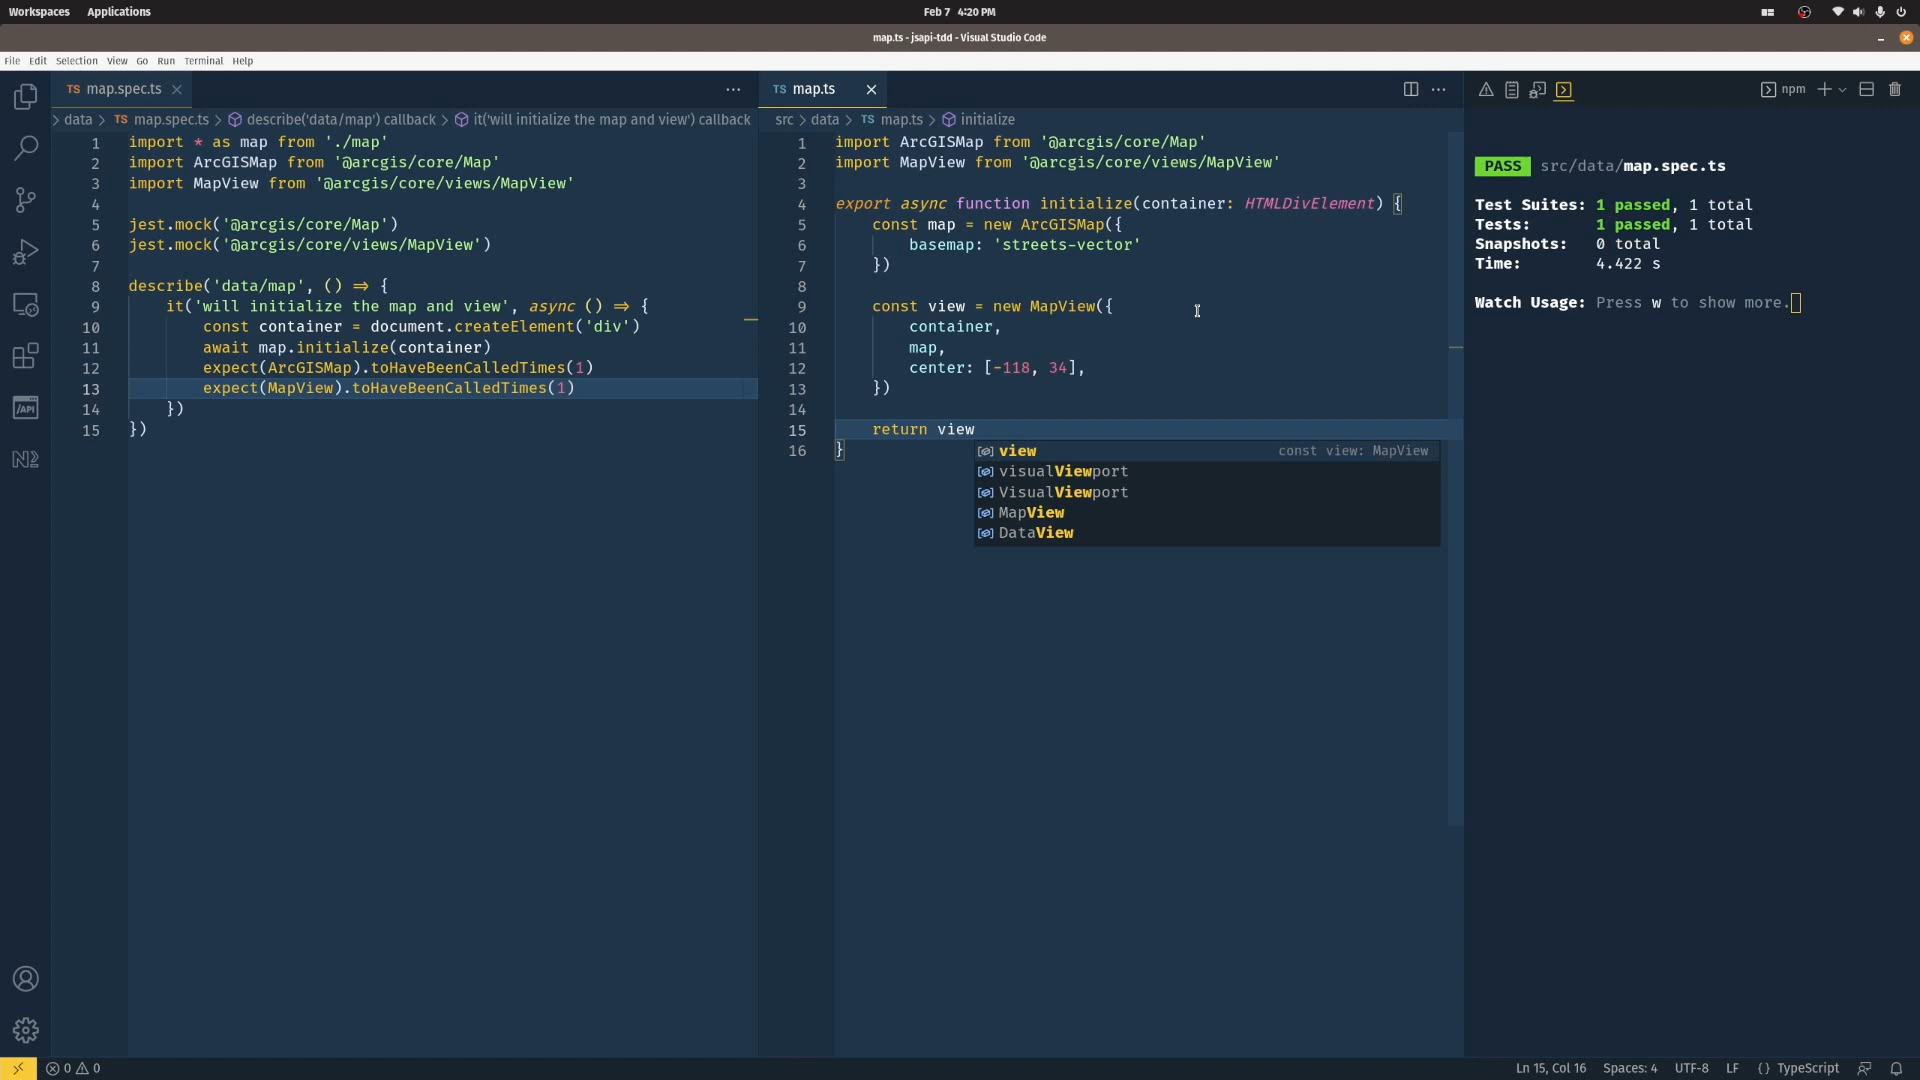 Workspaces Applications Feb 7 4:20 PM
map.ts - jsapi-tdd - Visual Studio Code
File Edit Selection View Go Run Terminal Help
TS map.spec.ts
data > TS map.spec.ts > describe('data/map') callback > it('will initialize the map and view') callback
1 import * as map from './map'
2 import ArcGISMap from '@arcgis/core/Map'
3 import MapView from '@arcgis/core/views/MapView'
4
5 jest.mock('@arcgis/core/Map')
6 jest.mock('@arcgis/core/views/MapView')
7
8 describe('data/map', () => {
9 it('will initialize the map and view', async () => {
10 const container = document.createElement('div')
11 await map.initialize(container)
12 expect(ArcGISMap).toHaveBeenCalledTimes(1)
13 expect(MapView).toHaveBeenCalledTimes(1)
14 })
15 })
TS map.ts
src > data > TS map.ts > initialize
1 import ArcGISMap from '@arcgis/core/Map'
2 import MapView from '@arcgis/core/views/MapView'
3
4 export async function initialize(container: HTMLDivElement) {
5 const map = new ArcGISMap({
6 basemap: 'streets-vector'
7 })
8
9 const view = new MapView({
10 container,
11 map,
12 center: [-118, 34],
13 })
14
15 return view
16 }
view const view: MapView
visualViewport
VisualViewport
MapView
DataView
npm
PASS src/data/map.spec.ts
Test Suites: 1 passed, 1 total
Tests: 1 passed, 1 total
Snapshots: 0 total
Time: 4.422 s
Watch Usage: Press w to show more.
/API
N
0 0
Ln 15, Col 16 Spaces: 4 UTF-8 LF {} TypeScript